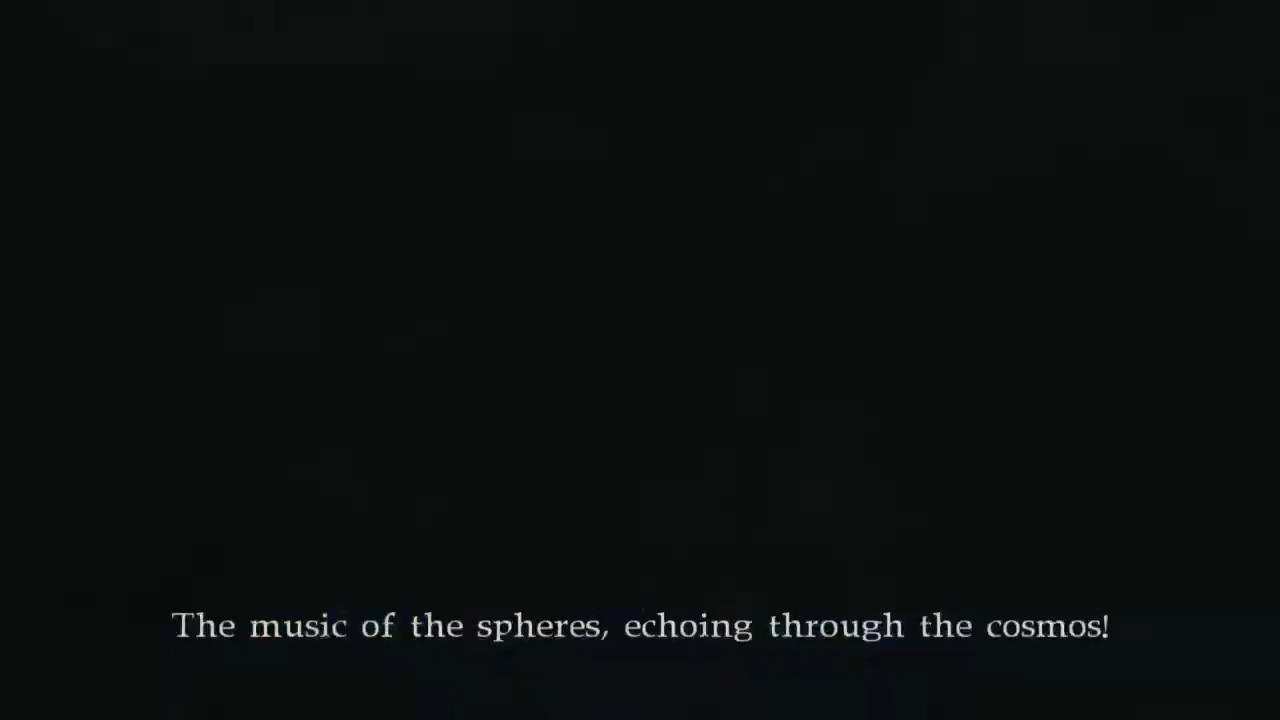 The music of the spheres, echoing through the cosmos!